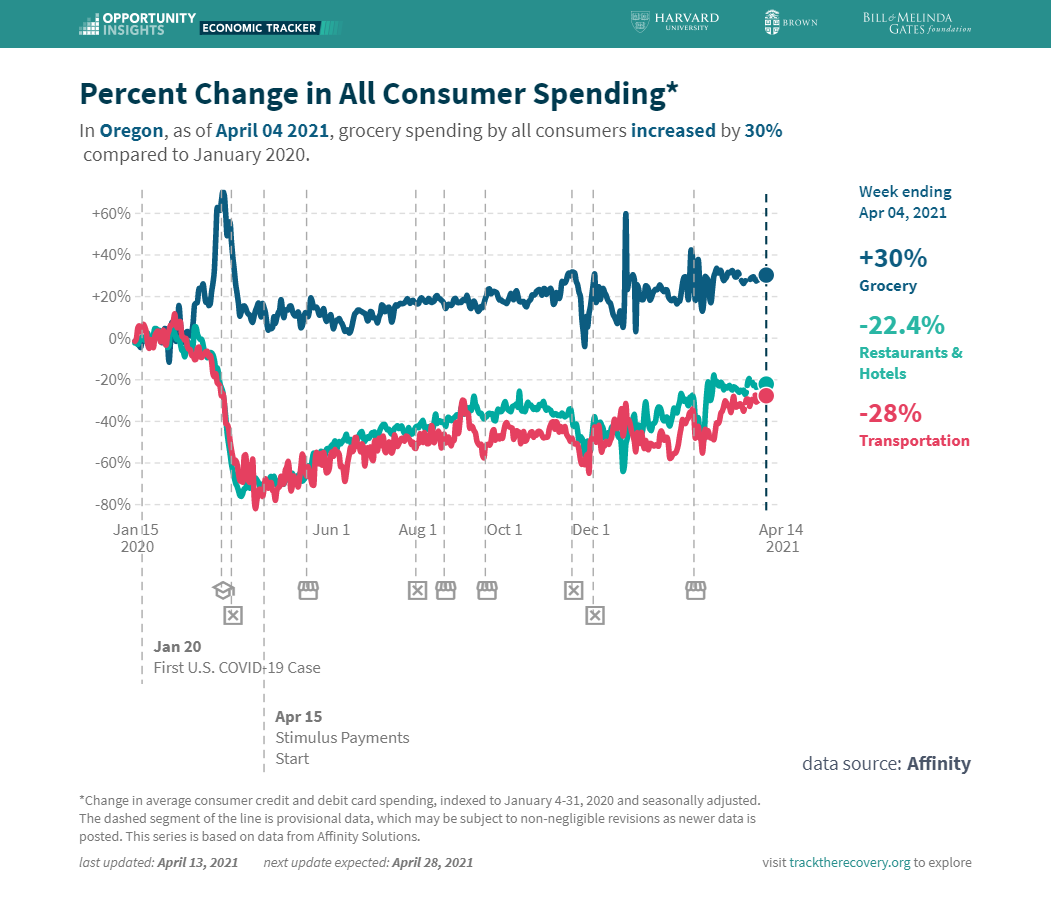 OPPORTUNITY
INSIGHTS
ECONOMIC TRACKER
HARVARD
UNIVERSITY
BROWN
BILL & MELINDA
GATES foundation
Percent Change in All Consumer Spending*
In Oregon, as of April 04 2021, grocery spending by all consumers increased by 30%
compared to January 2020.
Week ending
Apr 04, 2021
+30%
Grocery
-22.4%
Restaurants &
Hotels
-28%
Transportation
+60%
+40%
+20%
0%
-20%
-40%
-60%
-80%
Jan 15
2020
Jun 1
Aug 1
Oct 1
Dec 1
Apr 14
2021
Jan 20
First U.S. COVID-19 Case
Apr 15
Stimulus Payments
Start
data source: Affinity
*Change in average consumer credit and debit card spending, indexed to January 4-31, 2020 and seasonally adjusted.
The dashed segment of the line is provisional data, which may be subject to non-negligible revisions as newer data is
posted. This series is based on data from Affinity Solutions.
last updated: April 13, 2021 next update expected: April 28, 2021
visit tracktherecovery.org to explore